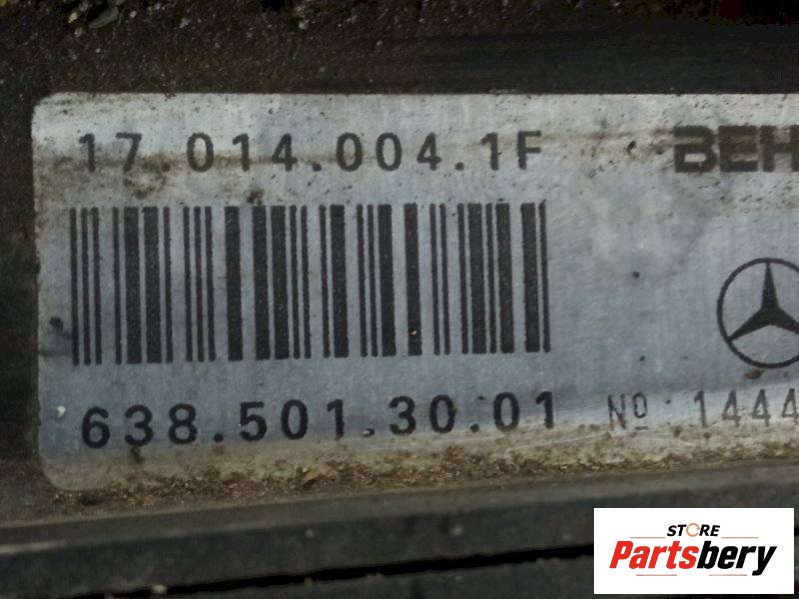 17.014.004.1F BEH
638.501.30.01 Nº 1444
STORE
Partsbery